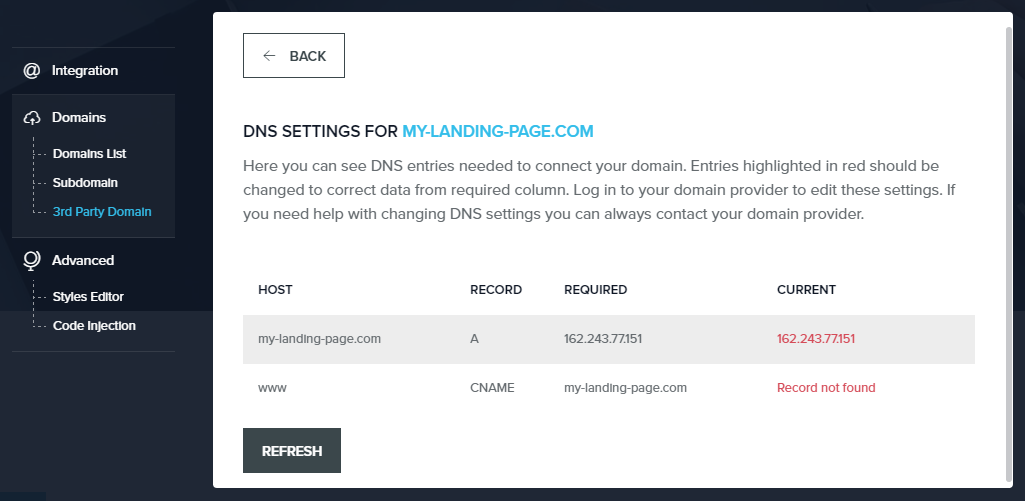 @ Integration
Domains
Domains List
Subdomain
3rd Party Domain
Advanced
Styles Editor
Code Injection
← BACK
DNS SETTINGS FOR MY-LANDING-PAGE.COM
Here you can see DNS entries needed to connect your domain. Entries highlighted in red should be
changed to correct data from required column. Log in to your domain provider to edit these settings. If
you need help with changing DNS settings you can always contact your domain provider.
HOST RECORD REQUIRED CURRENT
my-landing-page.com A 162.243.77.151 162.243.77.151
www CNAME my-landing-page.com Record not found
REFRESH